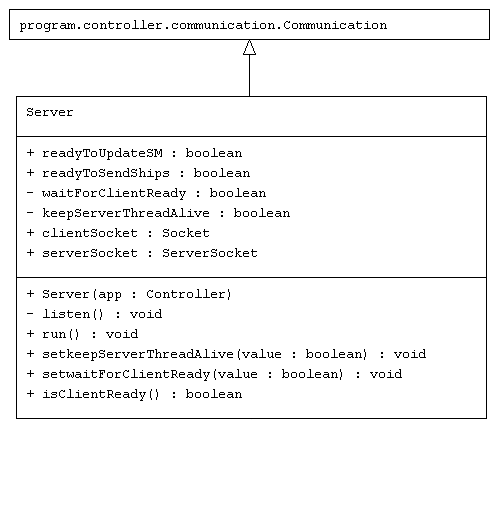 program.controller.communication.Communication
Server
+ readyToUpdateSM : boolean
+ readyToSendShips : boolean
- waitForClientReady : boolean
- keepServerThreadAlive : boolean
+ clientSocket : Socket
+ serverSocket : ServerSocket
+ Server(app : Controller)
- listen() : void
+ run() : void
+ setkeepServerThreadAlive(value : boolean) : void
+ setwaitForClientReady(value : boolean) : void
+ isClientReady() : boolean